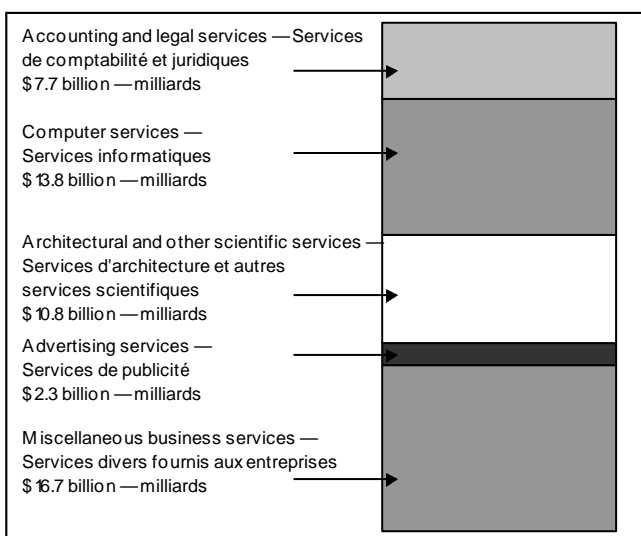 Accounting and legal services — Services
de comptabilité et juridiques
$7.7 billion — milliards
Computer services —
Services informatiques
$13.8 billion — milliards
Architectural and other scientific services —
Services d'architecture et autres
services scientifiques
$10.8 billion — milliards
Advertising services —
Services de publicité
$2.3 billion — milliards
Miscellaneous business services —
Services divers fournis aux entreprises
$16.7 billion — milliards